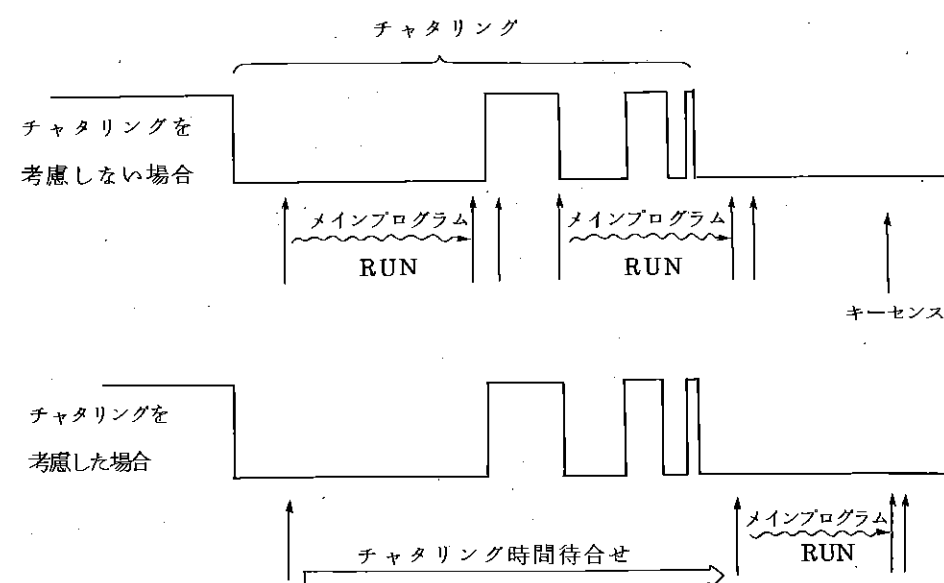 チャタリング
チャタリングを
考慮しない場合
メインプログラム
RUN
メインプログラム
RUN
キーセンス
チャタリングを
考慮した場合
チャタリング時間待合せ
メインプログラム
RUN